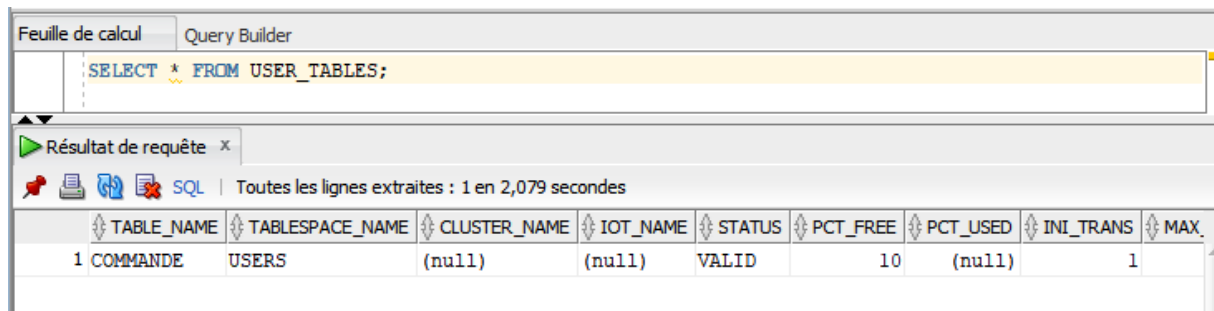 Feuille de calcul Query Builder
SELECT * FROM USER_TABLES;
Résultat de requête x
SQL | Toutes les lignes extraites : 1 en 2,079 secondes
TABLE_NAME TABLESPACE_NAME CLUSTER_NAME IOT_NAME STATUS PCT_FREE PCT_USED INI_TRANS MAX_
1 COMMANDE USERS (null) (null) VALID 10 (null) 1